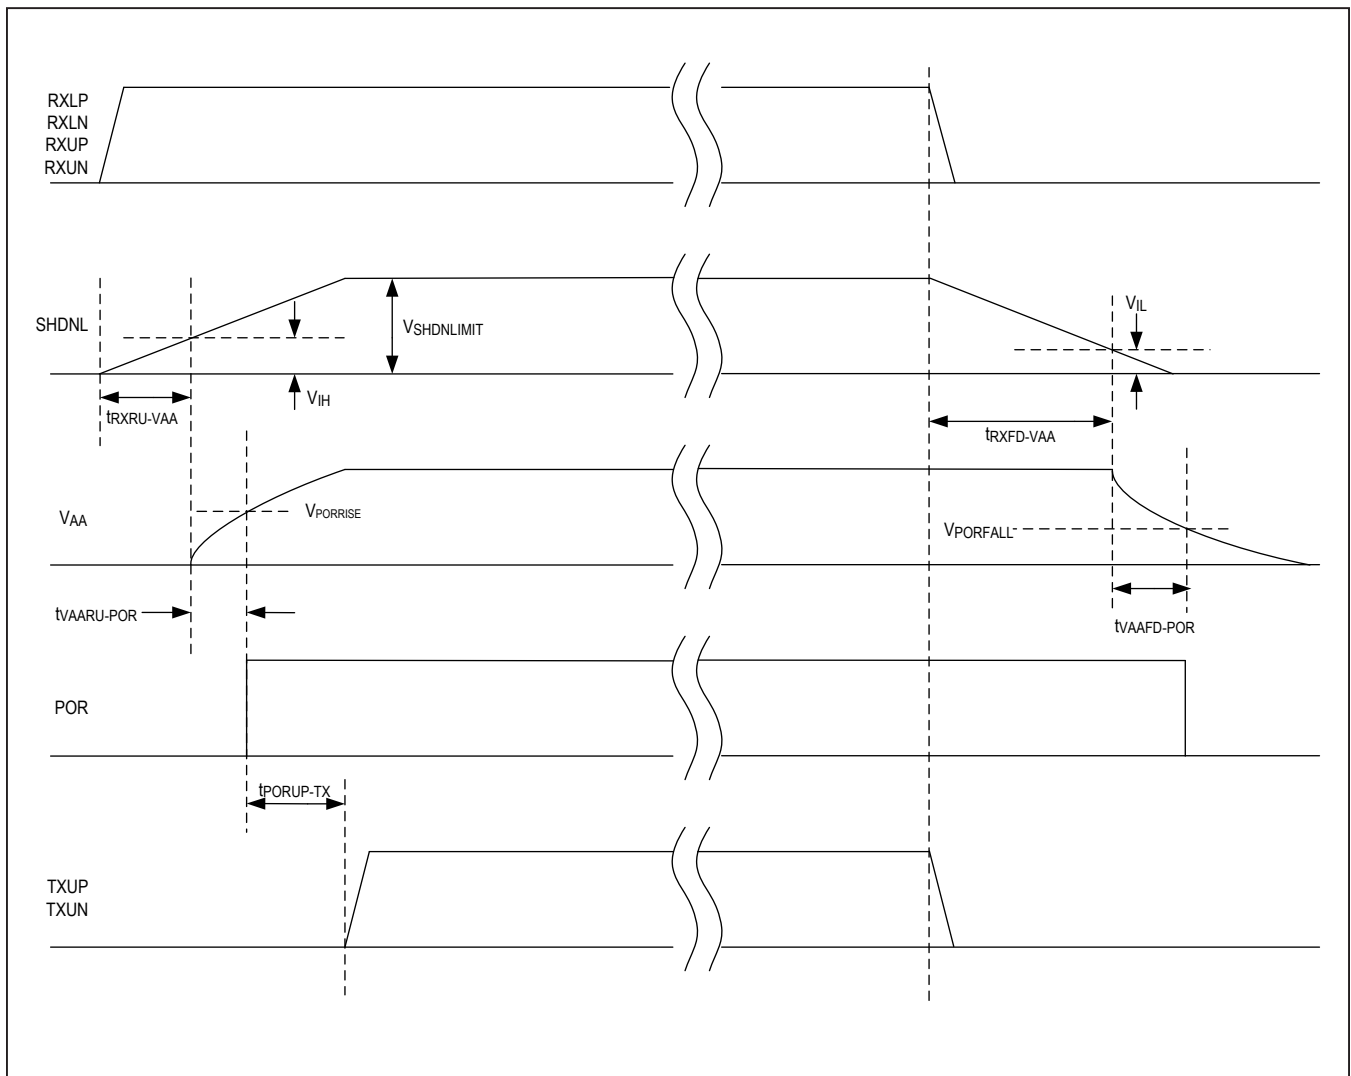 RXLP
RXLN
RXUP
RXUN
SHDNL
VSHDNLIMIT
VIL
VIH
tRXRU-VAA
tRXFD-VAA
VAA
VPORRISE
VPORFALL
tVAARU-POR
tVAAFD-POR
POR
tPORUP-TX
TXUP
TXUN